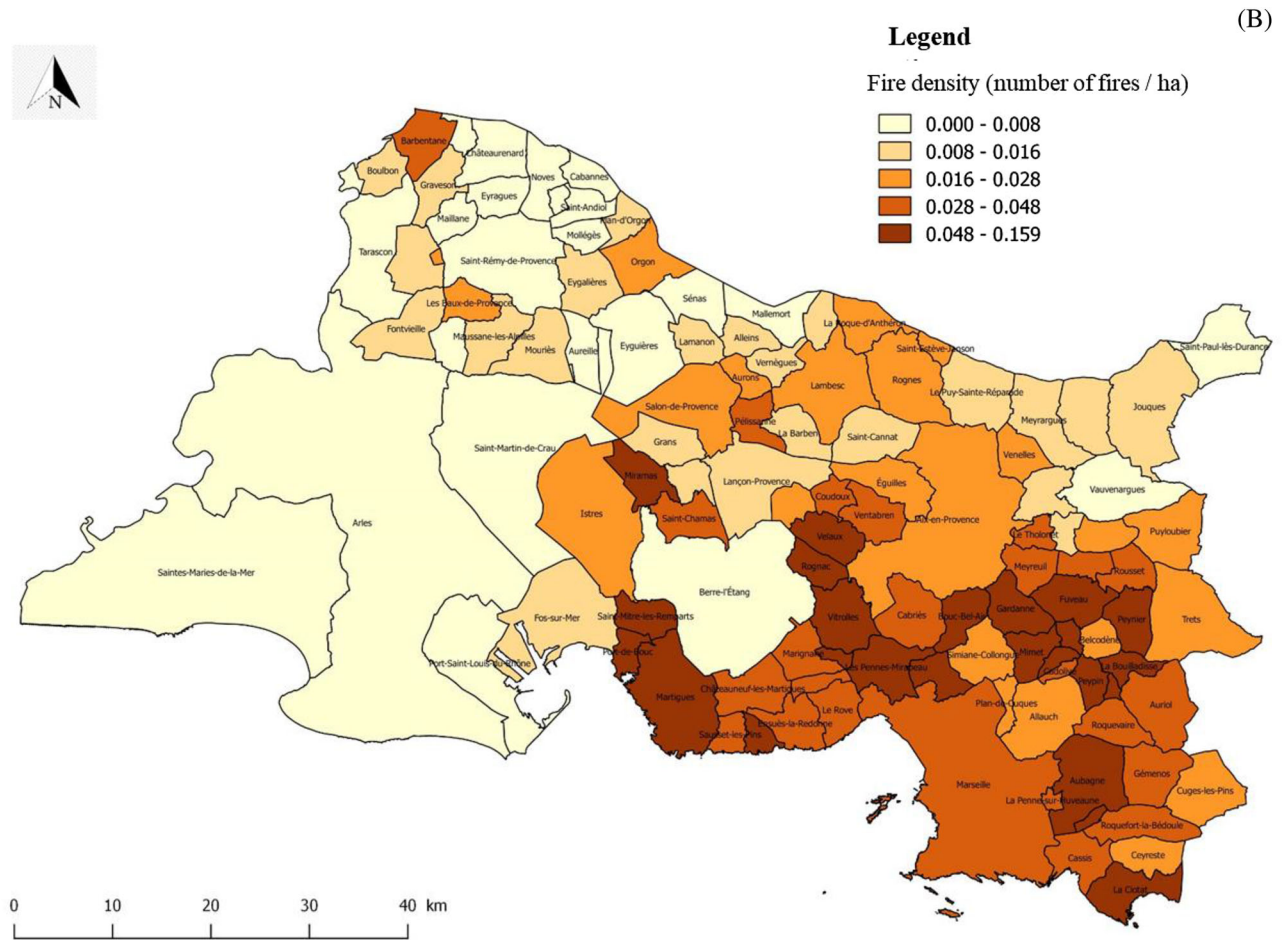 (B)
Legend
Fire density (number of fires / ha)
0.000 - 0.008
0.008 - 0.016
0.016 - 0.028
0.028 - 0.048
0.048 - 0.159
N
Barbentane
Châteaurenard
Boulbon
Graveson
Noves
Cabannes
Eyragues
Saint-Andiol
Maillane
Plan-d'Orgon
Mollégès
Tarascon
Saint-Rémy-de-Provence
Orgon
Eygalières
Les Baux-de-Provence
Sénas
Mallemort
Fontvieille
Maussane-les-Alpilles
Mouriès
Aureille
Eyguières
Lamanon
Alleins
La Roque-d'Anthéron
Saint-Estève-Janson
Saint-Paul-lès-Durance
Vernègues
Aurons
Lambesc
Rognes
Le Puy-Sainte-Réparade
Meyrargues
Jouques
Salon-de-Provence
Pélissanne
La Barben
Saint-Cannat
Grans
Saint-Martin-de-Crau
Venelles
Miramas
Lançon-Provence
Éguilles
Vauvenargues
Coudoux
Istres
Saint-Chamas
Ventabren
Aix-en-Provence
Arles
Velaux
Le Tholonet
Puyloubier
Saintes-Maries-de-la-Mer
Rognac
Meyreuil
Rousset
Berre-l'Étang
Fos-sur-Mer
Saint-Mitre-les-Remparts
Vitrolles
Cabriès
Bouc-Bel-Air
Gardanne
Fuveau
Peynier
Trets
Belcodène
Port-de-Bouc
Marignane
Simiane-Collongue
Mimet
Port-Saint-Louis-du-Rhône
Les Pennes-Mirabeau
Cadolive
La Bouilladisse
Peypin
Martigues
Châteauneuf-les-Martigues
Plan-de-Cuques
Auriol
Le Rove
Allauch
Ensuès-la-Redonne
Roquevaire
Sausset-les-Pins
Marseille
Aubagne
Gémenos
Cuges-les-Pins
La Penne-sur-Huveaune
Roquefort-la-Bédoule
Cassis
Ceyreste
La Ciotat
0 10 20 30 40 km